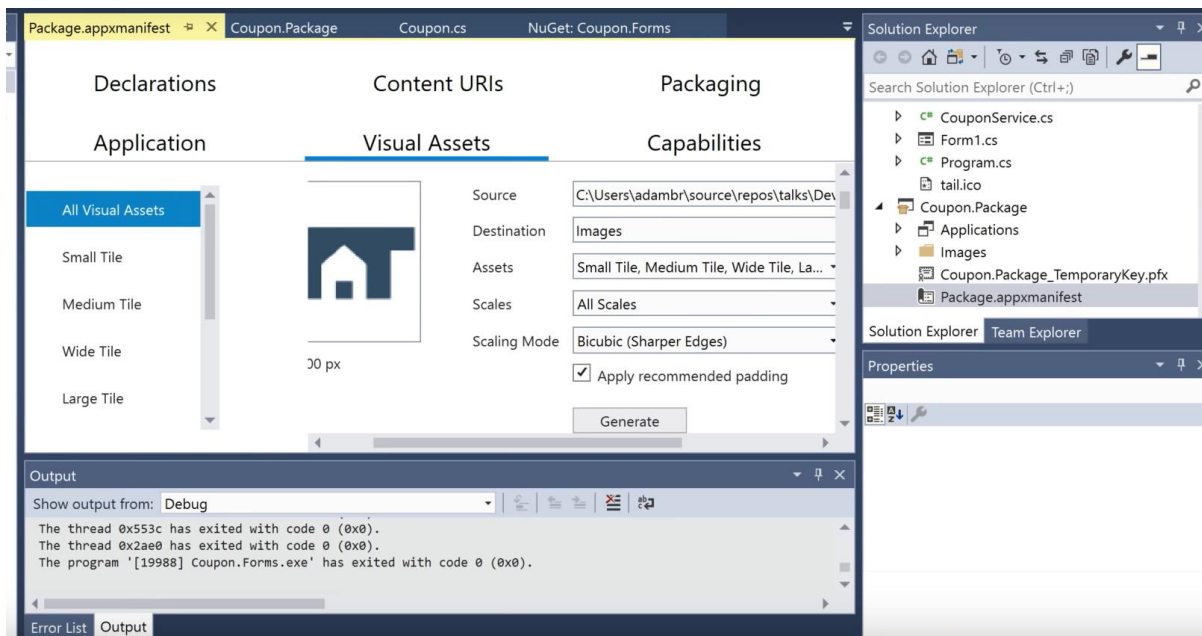 Package.appxmanifest
Coupon.Package
Coupon.cs
NuGet: Coupon.Forms
Declarations
Content URIs
Packaging
Application
Visual Assets
Capabilities
All Visual Assets
Small Tile
Medium Tile
Wide Tile
Large Tile
00 px
Source
C:\Users\adambr\source\repos\talks\De
Destination
Images
Assets
Small Tile, Medium Tile, Wide Tile, La...
Scales
All Scales
Scaling Mode
Bicubic (Sharper Edges)
Apply recommended padding
Generate
Output
Show output from: Debug
The thread 0x553c has exited with code 0 (0x0).
The thread 0x2ae0 has exited with code 0 (0x0).
The program '[19988] Coupon.Forms.exe' has exited with code 0 (0x0).
Error List
Output
Solution Explorer
Search Solution Explorer (Ctrl+;)
C# CouponService.cs
Form1.cs
C# Program.cs
tail.ico
Coupon.Package
Applications
Images
Coupon.Package_TemporaryKey.pfx
Package.appxmanifest
Solution Explorer
Team Explorer
Properties